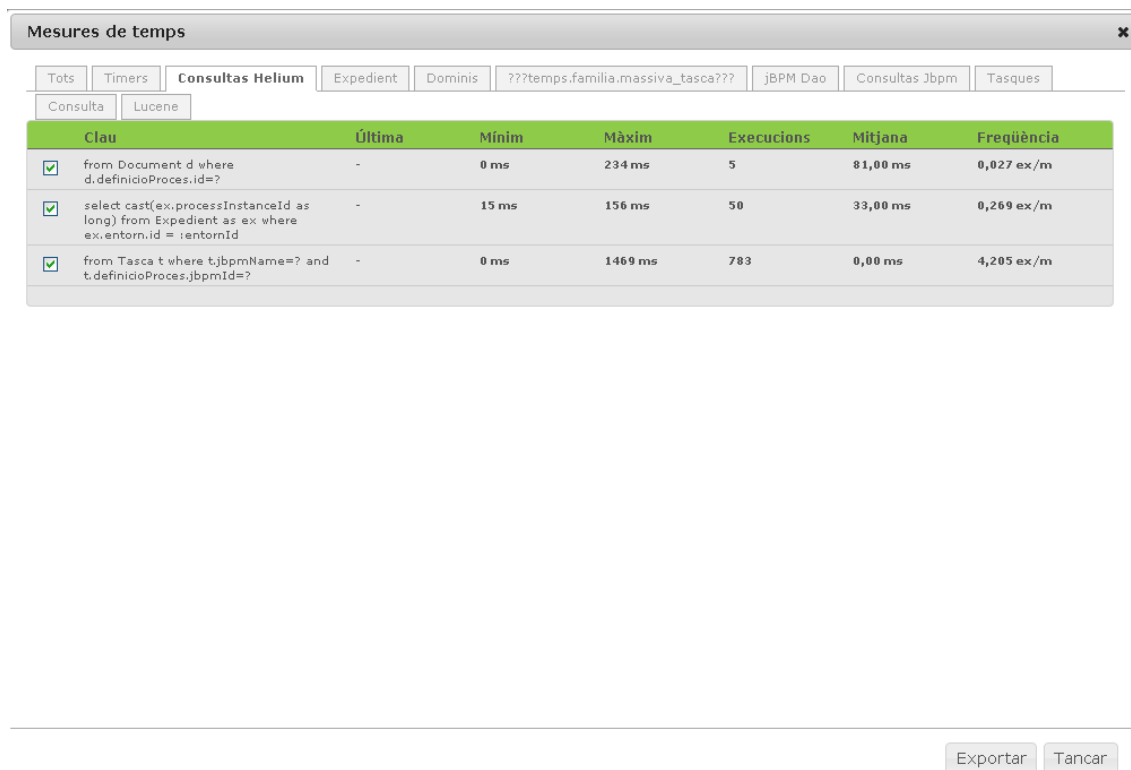 Mesures de temps
Tots Timers Consultas Helium Expedient Dominis ???temps.familia.massiva_tasca??? jBPM Dao Consultas Jbpm Tasques
Consulta Lucene
Clau Última Mínim Màxim Execucions Mitjana Freqüència
from Document d where - 0 ms 234 ms 5 81,00 ms 0,027 ex/m
d.definicioProces.id=?
select cast(ex.processInstanceId as - 15 ms 156 ms 50 33,00 ms 0,269 ex/m
long) from Expedient as ex where
ex.entorn.id = :entornId
from Tasca t where t.jbpmName=? and - 0 ms 1469 ms 783 0,00 ms 4,205 ex/m
t.definicioProces.jbpmId=?
Exportar Tancar